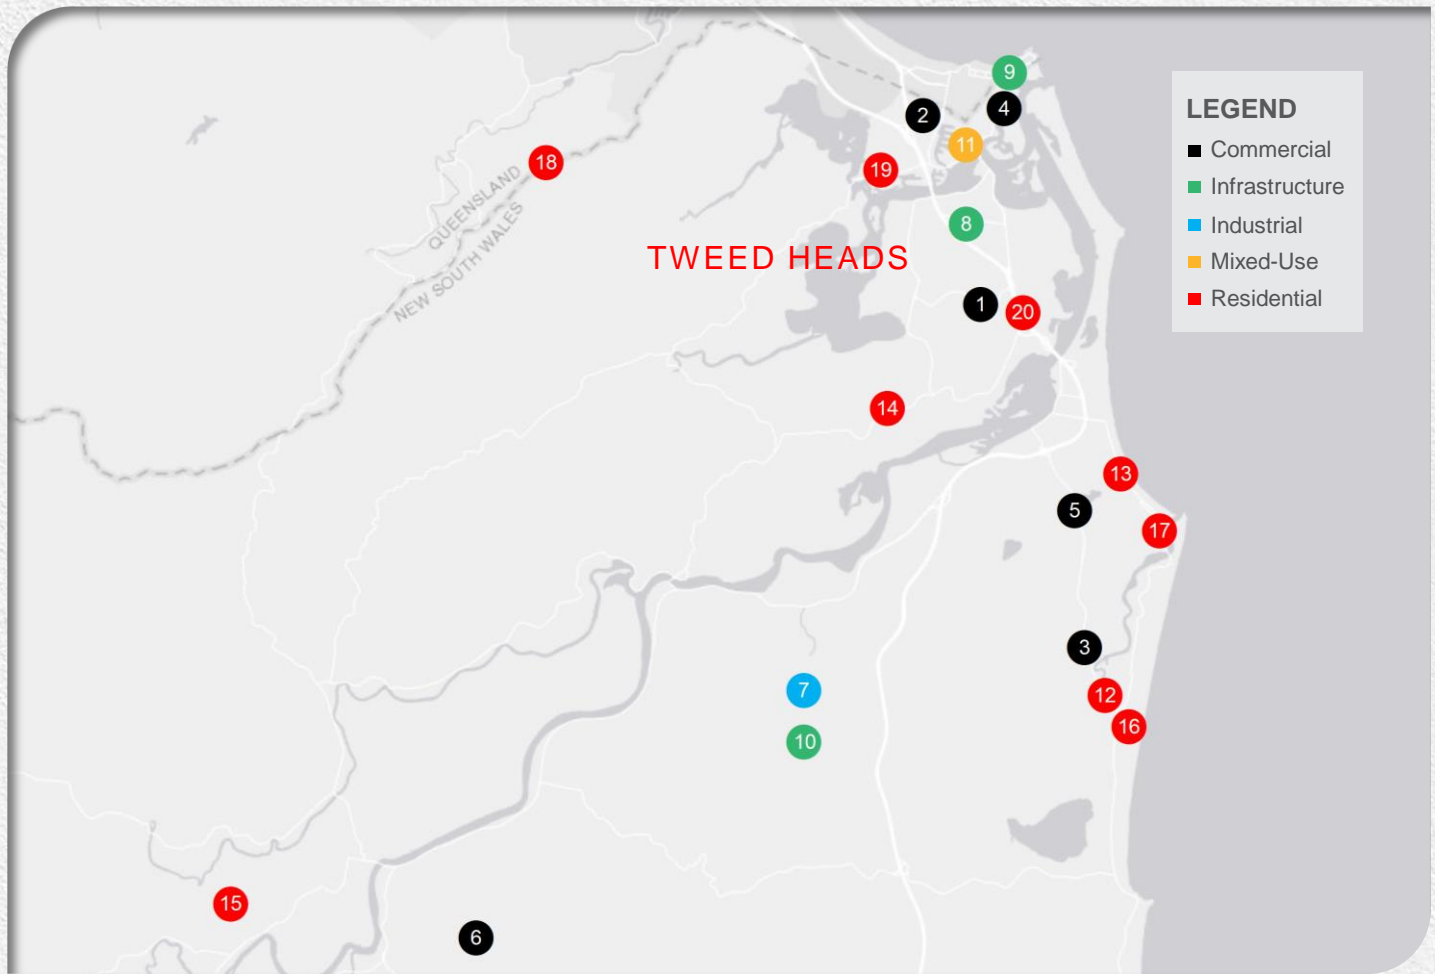 9
2
4
11
18
19
8
QUEENSLAND
NEW SOUTH WALES
TWEED HEADS
1
20
14
13
5
17
3
7
12
16
10
15
6
LEGEND
Commercial
Infrastructure
Industrial
Mixed-Use
Residential